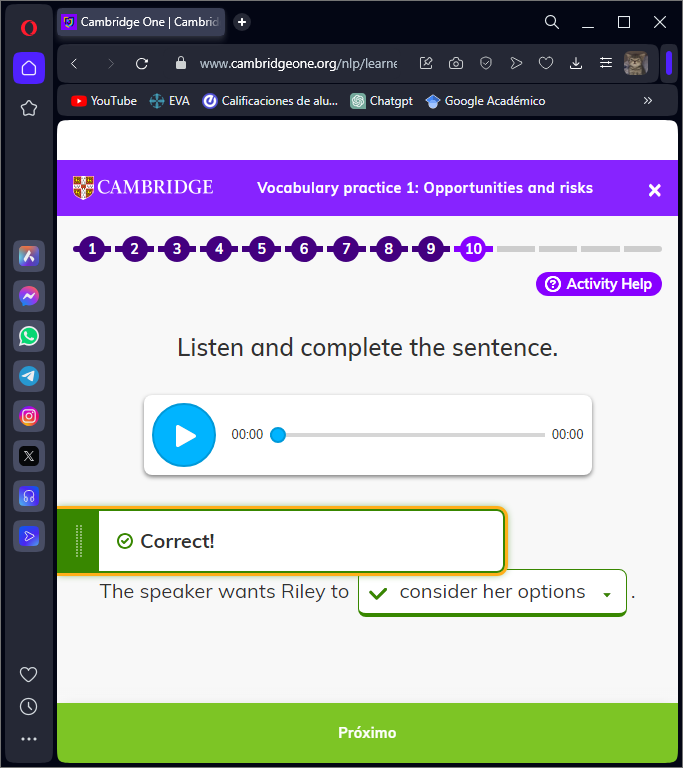 Cambridge One | Cambrid
www.cambridgeone.org/nlp/learne
YouTube
EVA
Calificaciones de alu...
Chatgpt
Google Académico
»
CAMBRIDGE
Vocabulary practice 1: Opportunities and risks
1 2 3 4 5 6 7 8 9 10
Activity Help
Listen and complete the sentence.
00:00
00:00
Correct!
The speaker wants Riley to consider her options .
Próximo